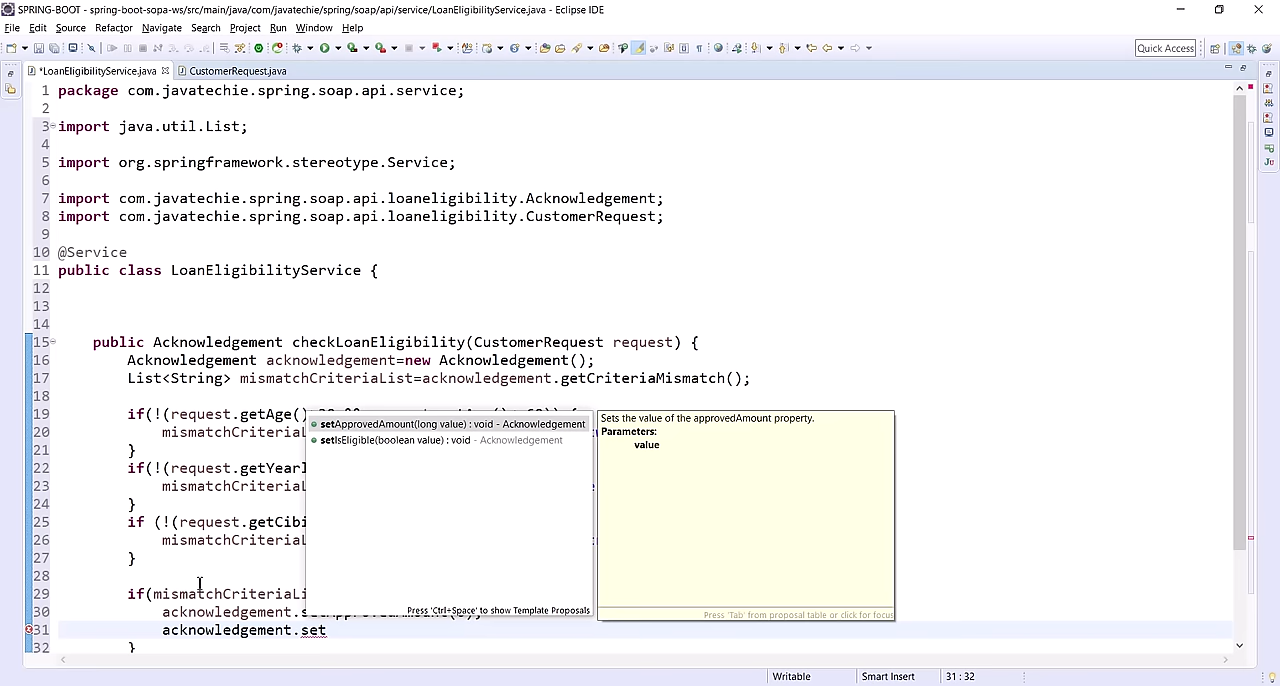 SPRING-BOOT - spring-boot-sopa-ws/src/main/java/com/javatechie/spring/soap/api/service/LoanEligibilityService.java - Eclipse IDE
File Edit Source Refactor Navigate Search Project Run Window Help
Quick Access
*LoanEligibilityService.java CustomerRequest.java
1 package com.javatechie.spring.soap.api.service;
2
3 import java.util.List;
4
5 import org.springframework.stereotype.Service;
6
7 import com.javatechie.spring.soap.api.loaneligibility.Acknowledgement;
8 import com.javatechie.spring.soap.api.loaneligibility.CustomerRequest;
9
10 @Service
11 public class LoanEligibilityService {
12
13
14
15 public Acknowledgement checkLoanEligibility(CustomerRequest request) {
16 Acknowledgement acknowledgement=new Acknowledgement();
17 List<String> mismatchCriteriaList=acknowledgement.getCriteriaMismatch();
18
19 if(!(request.getAge()
20 mismatchCriteriaL
21 }
22 if(!(request.getYearl
23 mismatchCriteriaL
24 }
25 if (!(request.getCibi
26 mismatchCriteriaL
27 }
28
29 if(mismatchCriteriaLi
30 acknowledgement.
31 acknowledgement.set
32 }
setApprovedAmount(long value) : void - Acknowledgement
setIsEligible(boolean value) : void - Acknowledgement
Press 'Ctrl+Space' to show Template Proposals
Sets the value of the approvedAmount property.
Parameters:
value
Press 'Tab' from proposal table or click for focus
Writable Smart Insert 31 : 32